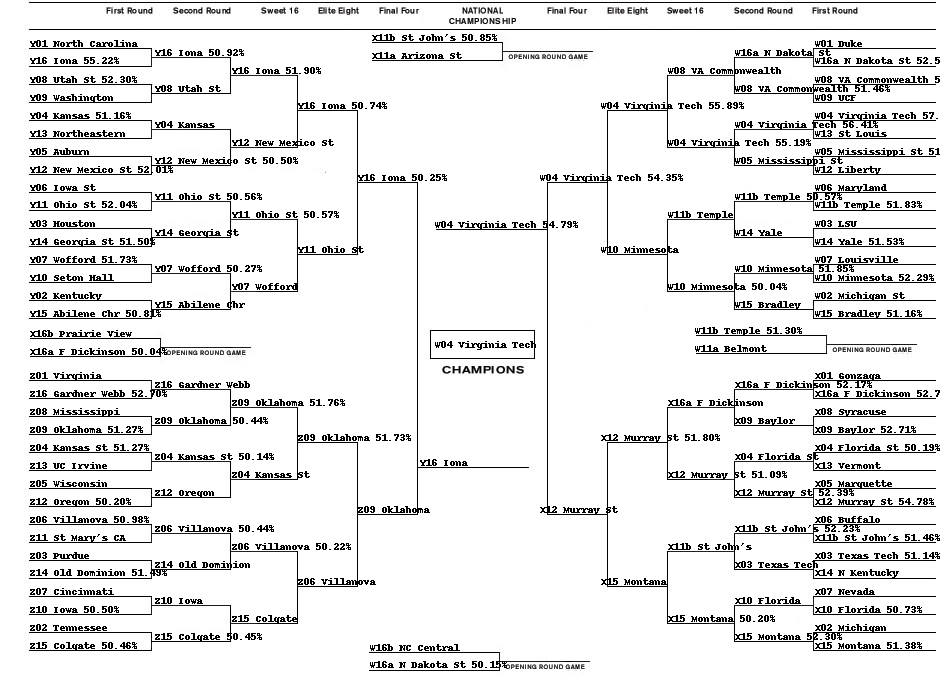 First Round Second Round Sweet 16 Elite Eight Final Four NATIONAL CHAMPIONSHIP Final Four Elite Eight Sweet 16 Second Round First Round
X11b St John's 50.85%
X11a Arizona St
OPENING ROUND GAME
Y01 North Carolina
Y16 Iona 55.22%
Y08 Utah St 52.30%
Y09 Washington
Y04 Kansas 51.16%
Y13 Northeastern
Y05 Auburn
Y12 New Mexico St 52.01%
Y06 Iowa St
Y11 Ohio St 52.04%
Y03 Houston
Y14 Georgia St 51.50%
Y07 Wofford 51.73%
Y10 Seton Hall
Y02 Kentucky
Y15 Abilene Chr 50.81%
Y16 Iona 50.92%
Y08 Utah St
Y04 Kansas
Y12 New Mexico St 50.50%
Y11 Ohio St 50.56%
Y14 Georgia St
Y07 Wofford 50.27%
Y15 Abilene Chr
Y16 Iona 51.90%
Y12 New Mexico St
Y11 Ohio St 50.57%
Y07 Wofford
Y16 Iona 50.74%
Y11 Ohio St
Y16 Iona 50.25%
X16b Prairie View
X16a F Dickinson 50.04%
OPENING ROUND GAME
Z01 Virginia
Z16 Gardner Webb 52.70%
Z08 Mississippi
Z09 Oklahoma 51.27%
Z04 Kansas St 51.27%
Z13 UC Irvine
Z05 Wisconsin
Z12 Oregon 50.20%
Z06 Villanova 50.98%
Z11 St Mary's CA
Z03 Purdue
Z14 Old Dominion 51.49%
Z07 Cincinnati
Z10 Iowa 50.50%
Z02 Tennessee
Z15 Colgate 50.46%
Z16 Gardner Webb
Z09 Oklahoma 50.44%
Z04 Kansas St 50.14%
Z12 Oregon
Z06 Villanova 50.44%
Z14 Old Dominion
Z10 Iowa
Z15 Colgate 50.45%
Z09 Oklahoma 51.76%
Z04 Kansas St
Z06 Villanova 50.22%
Z15 Colgate
Z09 Oklahoma 51.73%
Z06 Villanova
Z09 Oklahoma
W04 Virginia Tech 54.79%
W04 Virginia Tech
CHAMPIONS
Y16 Iona
W16b NC Central
W16a N Dakota St 50.15%
OPENING ROUND GAME
W04 Virginia Tech 54.35%
W04 Virginia Tech 55.89%
W10 Minnesota
W08 VA Commonwealth
W04 Virginia Tech 55.19%
W11b Temple
W10 Minnesota 50.04%
W16a N Dakota St
W08 VA Commonwealth 51.46%
W04 Virginia Tech 56.41%
W05 Mississippi St
W11b Temple 50.57%
W14 Yale
W10 Minnesota 51.85%
W15 Bradley
W01 Duke
W16a N Dakota St 52.5
W08 VA Commonwealth 5
W09 UCF
W04 Virginia Tech 57.
W13 St Louis
W05 Mississippi St 51
W12 Liberty
W06 Maryland
W11b Temple 51.83%
W03 LSU
W14 Yale 51.53%
W07 Louisville
W10 Minnesota 52.29%
W02 Michigan St
W15 Bradley 51.16%
W11b Temple 51.30%
W11a Belmont
OPENING ROUND GAME
X12 Murray St
X12 Murray St 51.80%
X15 Montana
X16a F Dickinson
X12 Murray St 51.09%
X11b St John's
X15 Montana 50.20%
X16a F Dickinson 52.17%
X09 Baylor
X04 Florida St
X12 Murray St 52.39%
X11b St John's 52.23%
X03 Texas Tech
X10 Florida
X15 Montana 52.30%
X01 Gonzaga
X16a F Dickinson 52.7
X08 Syracuse
X09 Baylor 52.71%
X04 Florida St 50.19%
X13 Vermont
X05 Marquette
X12 Murray St 54.78%
X06 Buffalo
X11b St John's 51.46%
X03 Texas Tech 51.14%
X14 N Kentucky
X07 Nevada
X10 Florida 50.73%
X02 Michigan
X15 Montana 51.38%